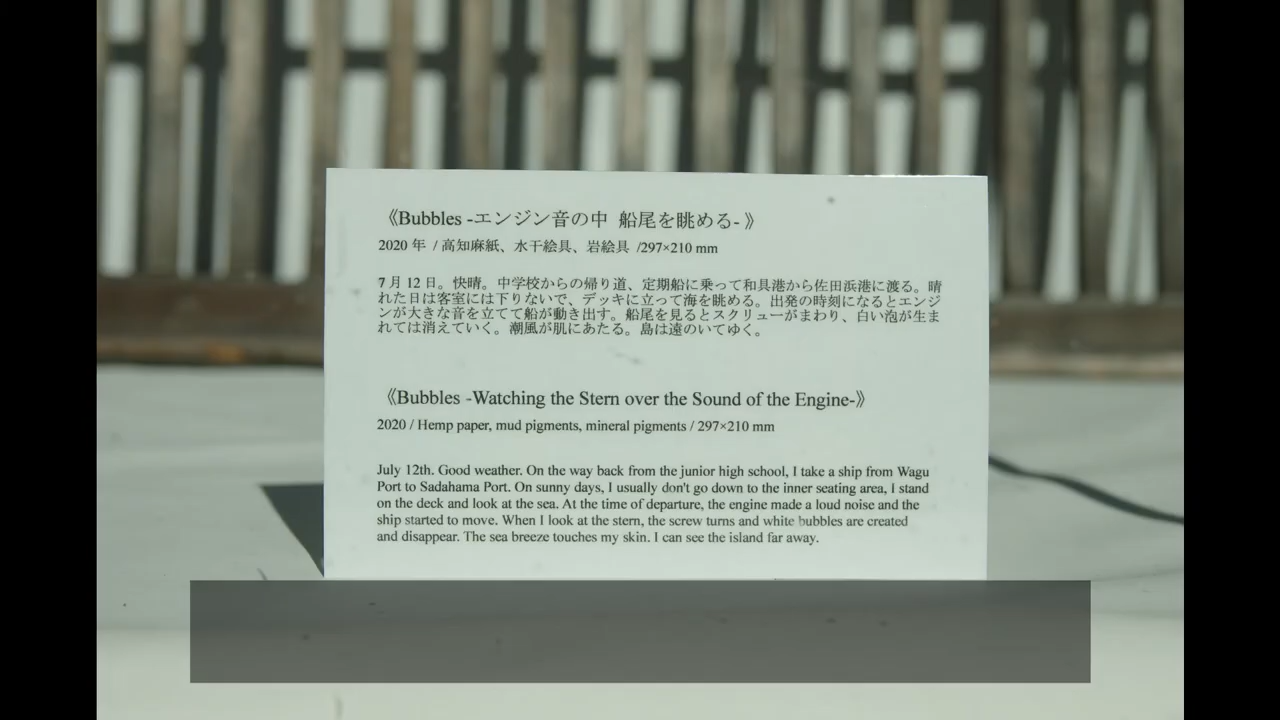 《Bubbles -エンジン音の中 船尾を眺める- 》
2020 年 / 高知麻紙、水干絵具、岩絵具 /297×210 mm
7 月 12 日。快晴。中学校からの帰り道、定期船に乗って和具港から佐田浜港に渡る。晴
れた日は客室には下りないで、デッキに立って海を眺める。出発の時刻になるとエンジ
ンが大きな音を立てて船が動き出す。船尾を見るとスクリューがまわり、白い泡が生ま
れては消えていく。潮風が肌にあたる。島は遠のいてゆく。
《Bubbles -Watching the Stern over the Sound of the Engine-》
2020 / Hemp paper, mud pigments, mineral pigments / 297×210 mm
July 12th. Good weather. On the way back from the junior high school, I take a ship from Wagu
Port to Sadahama Port. On sunny days, I usually don't go down to the inner seating area, I stand
on the deck and look at the sea. At the time of departure, the engine made a loud noise and the
ship started to move. When I look at the stern, the screw turns and white bubbles are created
and disappear. The sea breeze touches my skin. I can see the island far away.